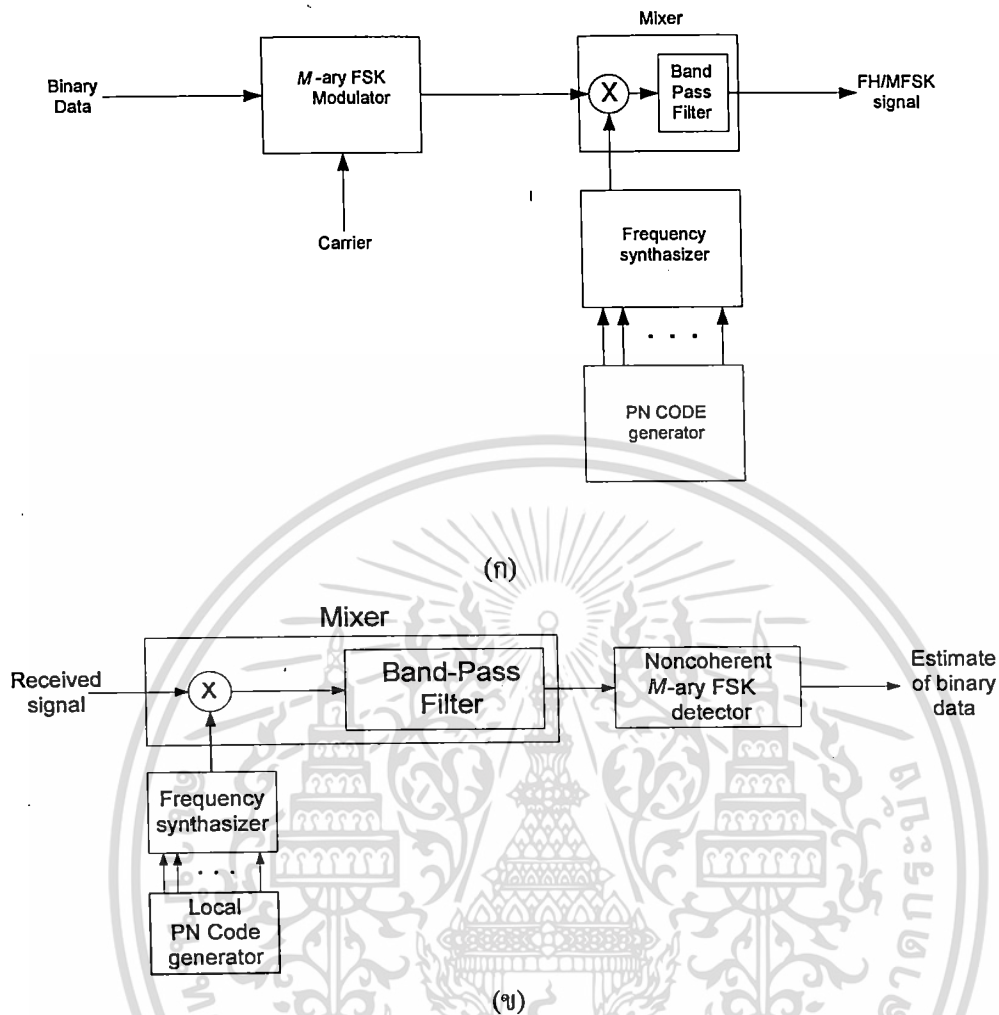 Mixer
Binary
Data
M-ary FSK
Modulator
X
Band
Pass
Filter
FH/MFSK
signal
Carrier
Frequency
synthasizer
. . .
PN CODE
generator
(ก)
Mixer
Received
signal
X
Band-Pass
Filter
Noncoherent
M-ary FSK
detector
Estimate
of binary
data
Frequency
synthasizer
. . .
Local
PN Code
generator
(ข)